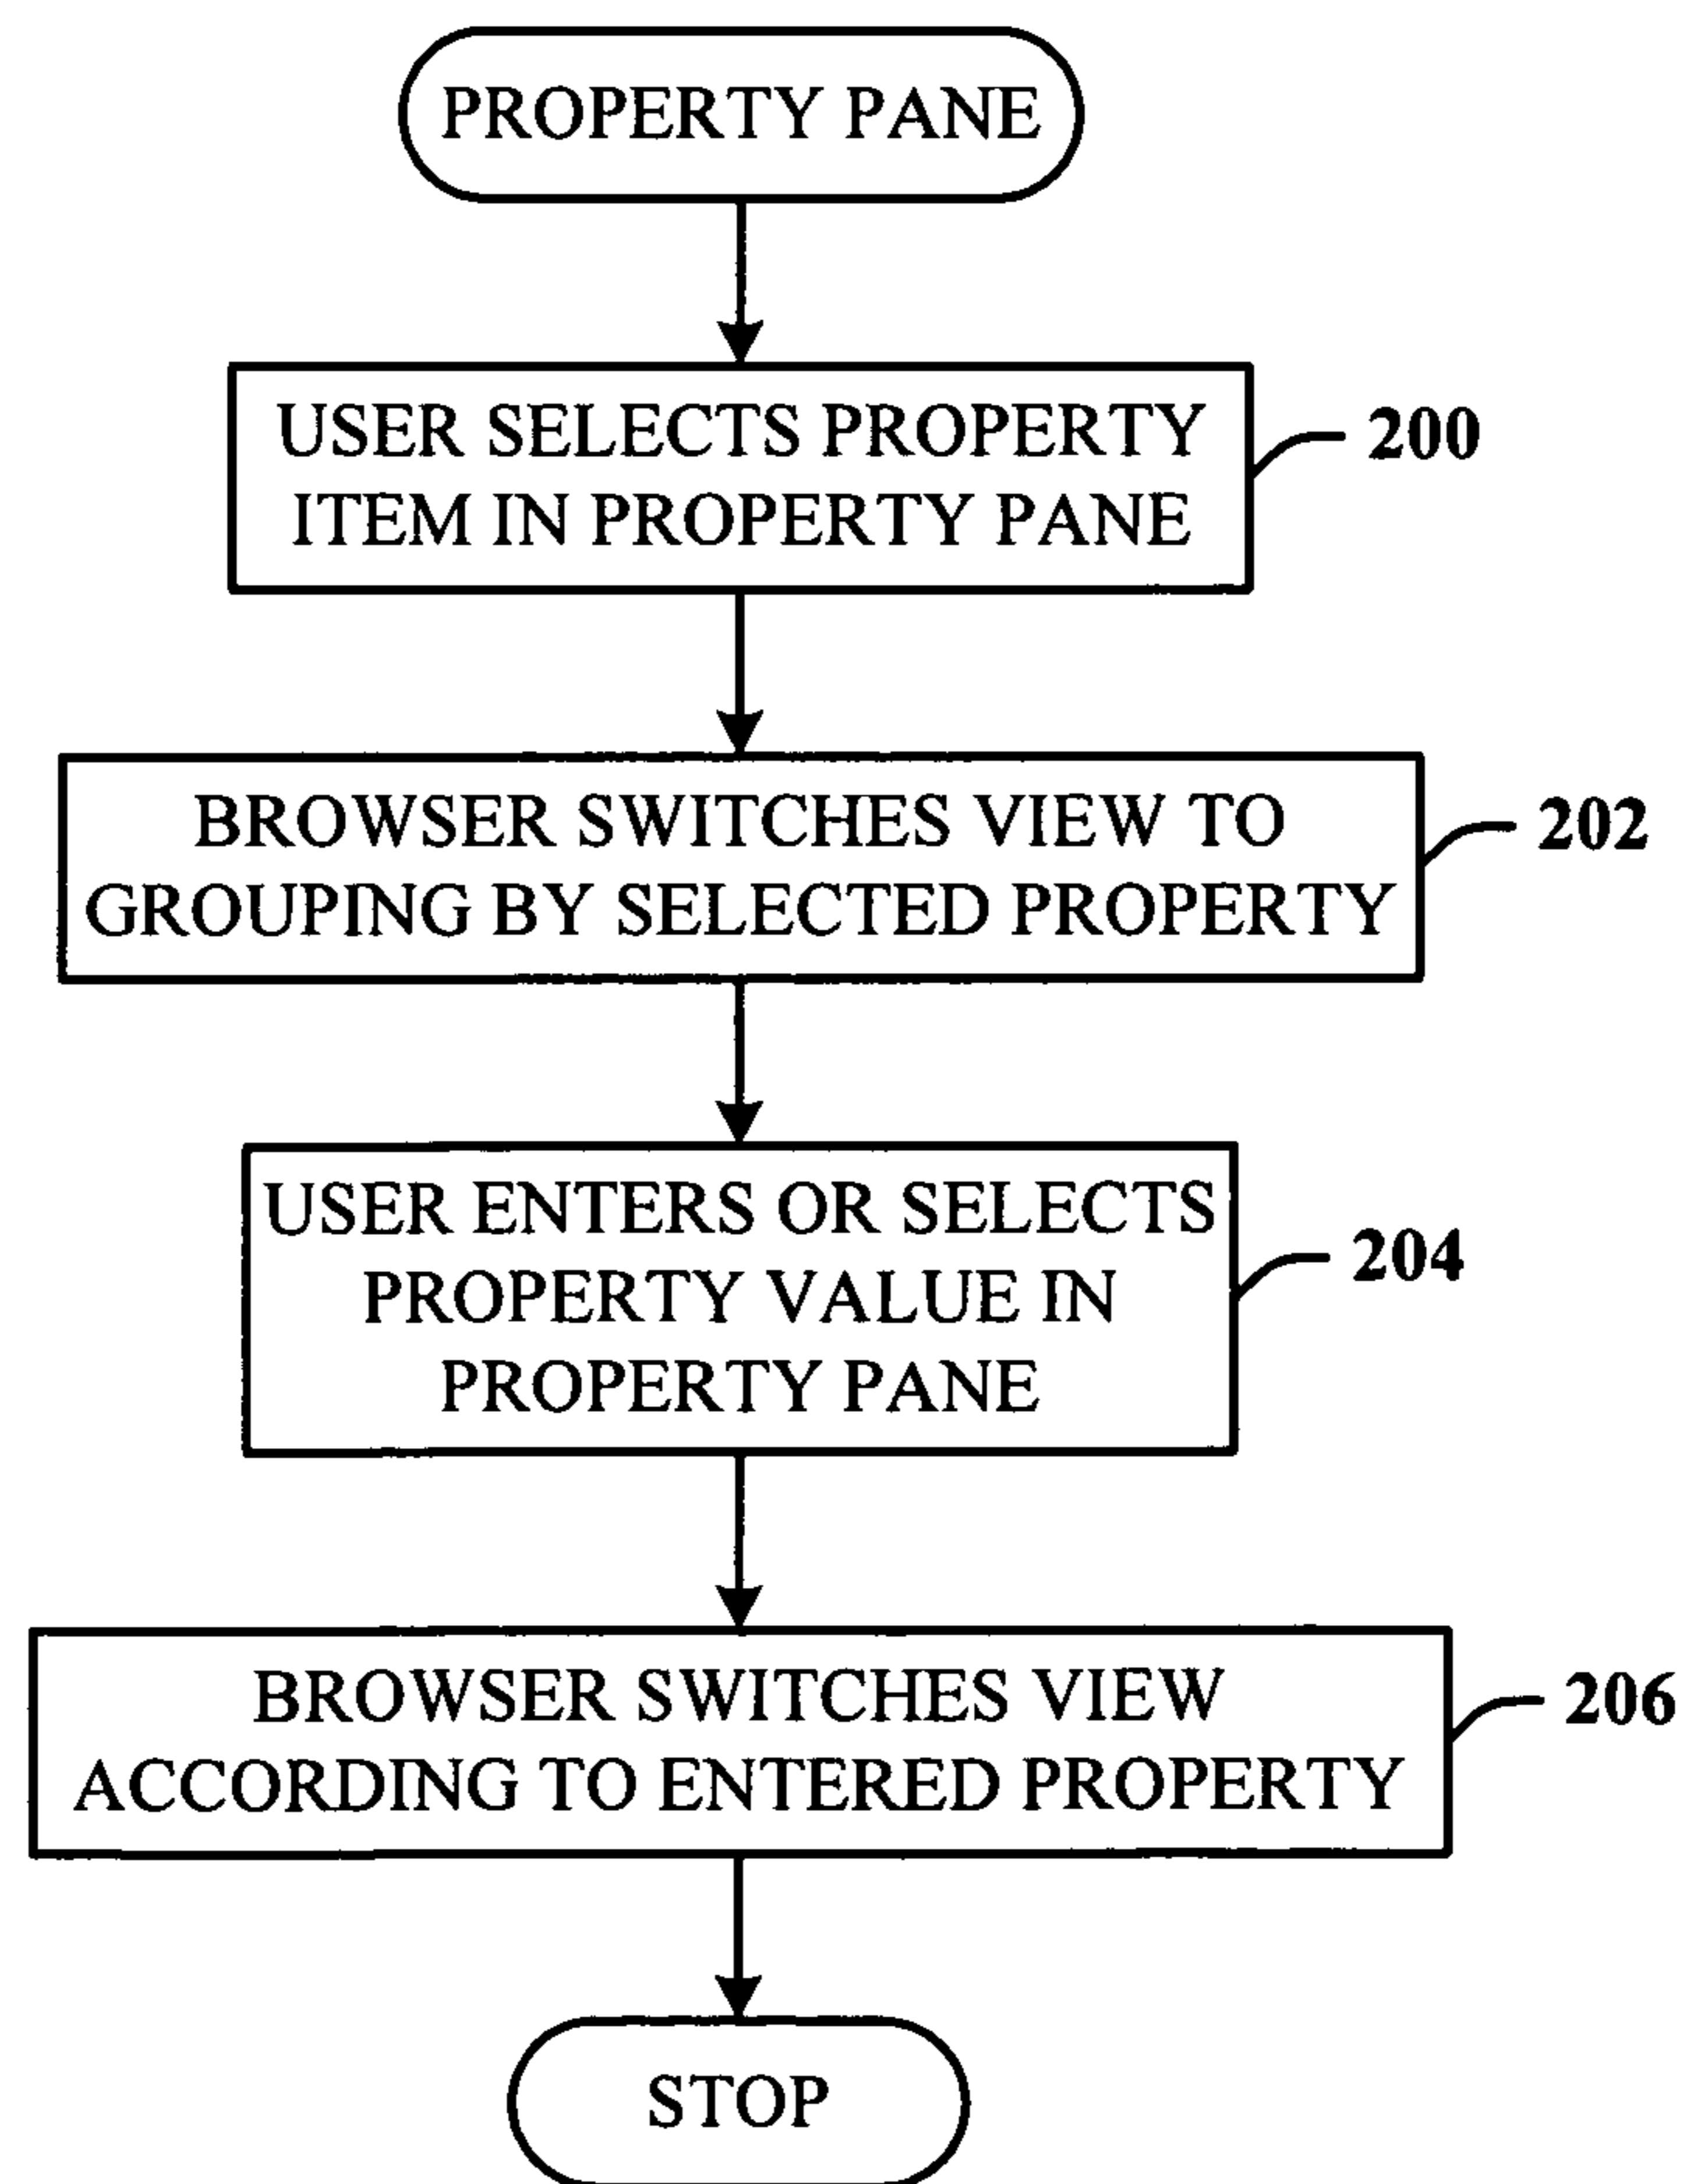 PROPERTY PANE
USER SELECTS PROPERTY
ITEM IN PROPERTY PANE
200
BROWSER SWITCHES VIEW TO
GROUPING BY SELECTED PROPERTY
202
USER ENTERS OR SELECTS
PROPERTY VALUE IN
PROPERTY PANE
204
BROWSER SWITCHES VIEW
ACCORDING TO ENTERED PROPERTY
206
STOP